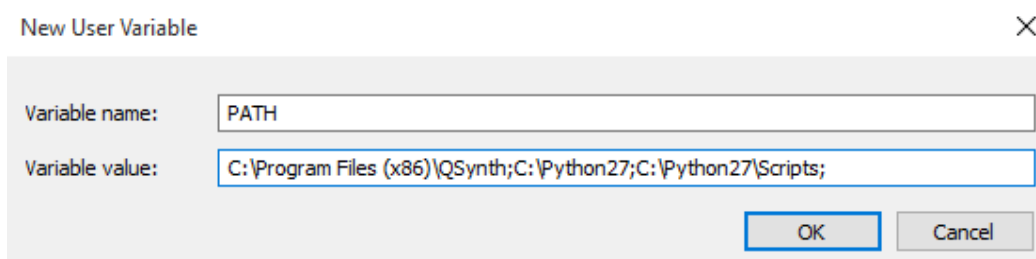 New User Variable
Variable name: PATH
Variable value: C:\Program Files (x86)\QSynth;C:\Python27;C:\Python27\Scripts;
OK Cancel